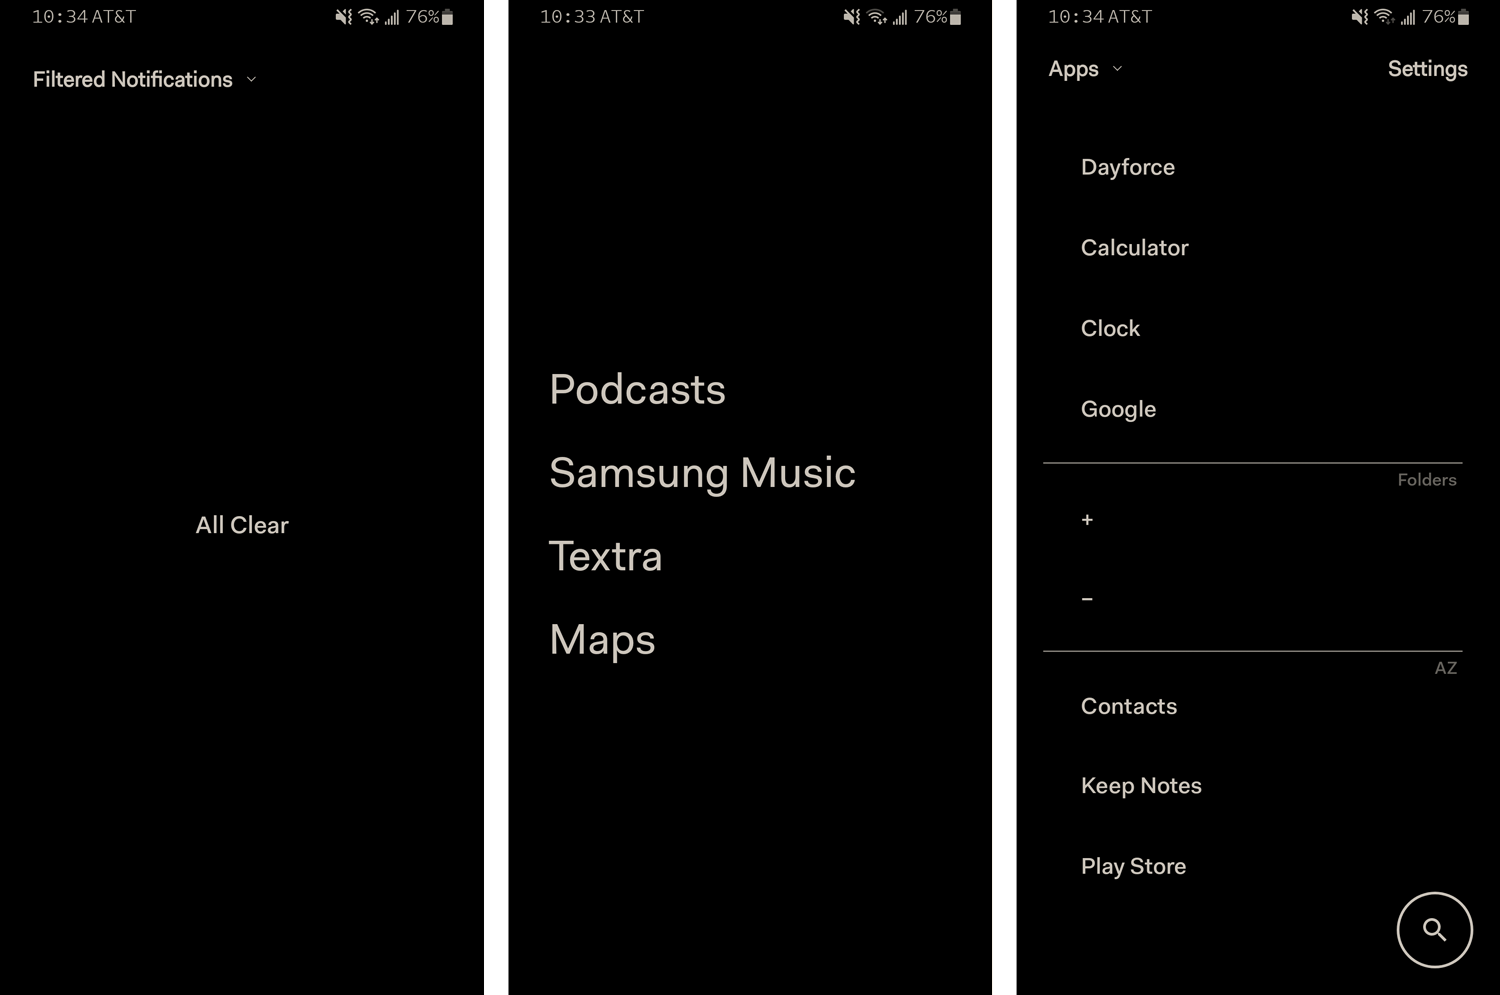 10:34 AT&T 76%
Filtered Notifications
All Clear
10:33 AT&T 76%
Podcasts
Samsung Music
Textra
Maps
10:34 AT&T 76%
Apps Settings
Dayforce
Calculator
Clock
Google
Folders
+
–
AZ
Contacts
Keep Notes
Play Store